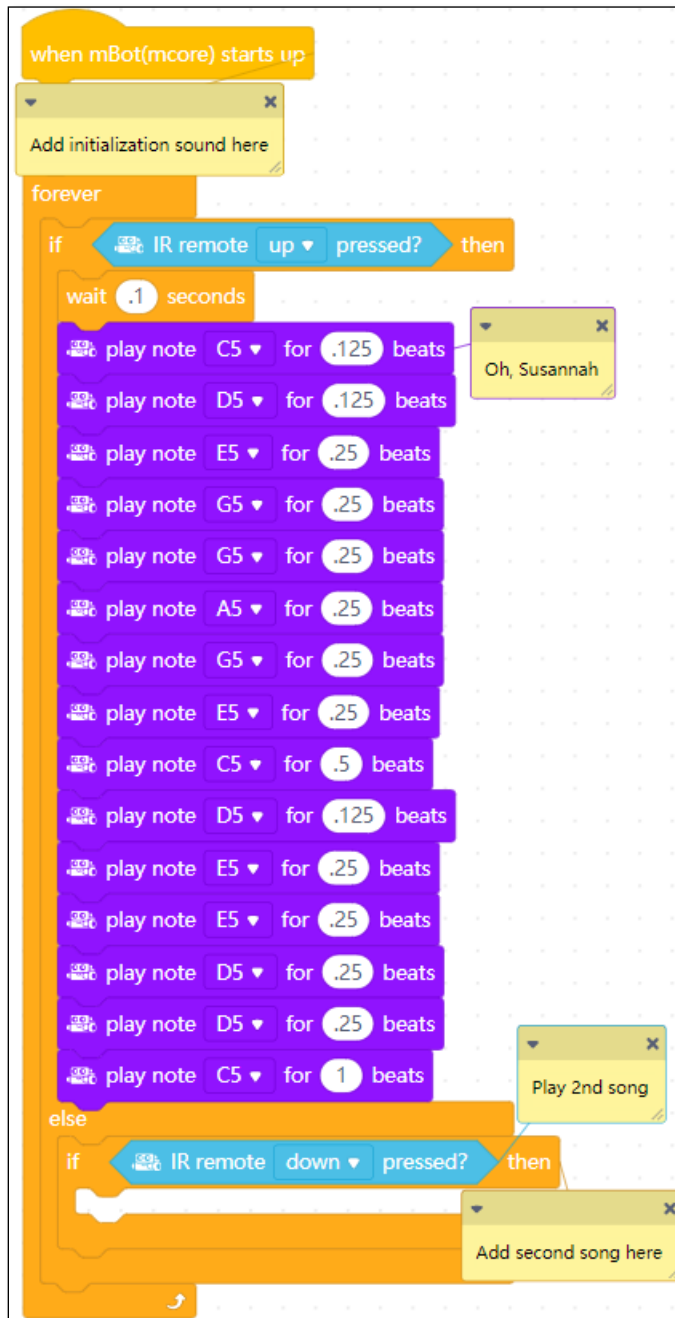 when mBot(mcore) starts up
Add initialization sound here
forever
if IR remote up pressed? then
wait .1 seconds
play note C5 for .125 beats
Oh, Susannah
play note D5 for .125 beats
play note E5 for .25 beats
play note G5 for .25 beats
play note G5 for .25 beats
play note A5 for .25 beats
play note G5 for .25 beats
play note E5 for .25 beats
play note C5 for .5 beats
play note D5 for .125 beats
play note E5 for .25 beats
play note E5 for .25 beats
play note D5 for .25 beats
play note D5 for .25 beats
play note C5 for 1 beats
Play 2nd song
else
if IR remote down pressed? then
Add second song here